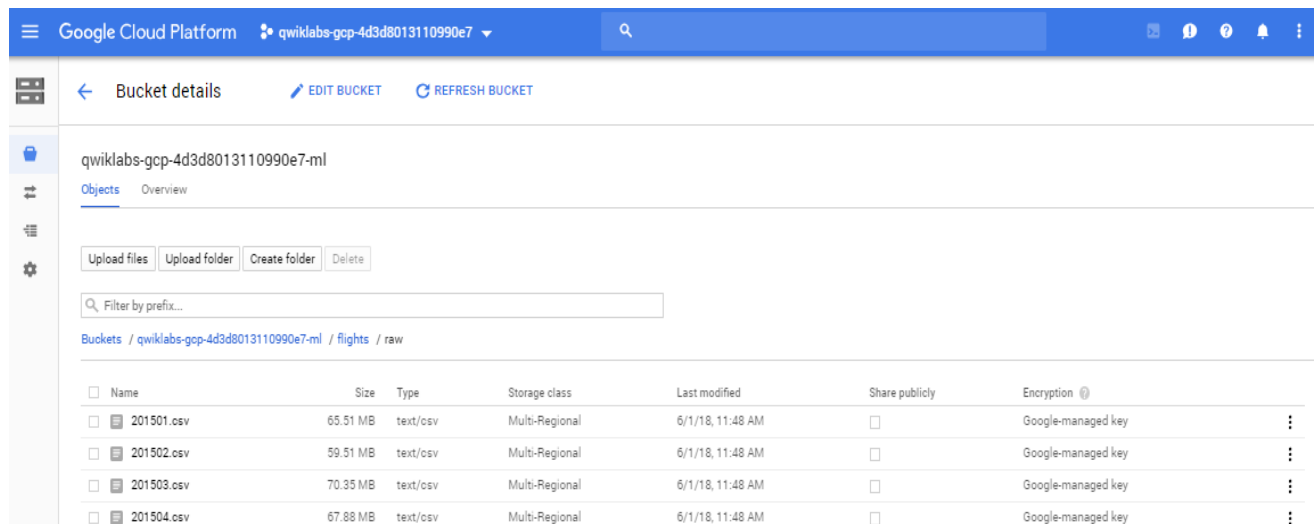 Google Cloud Platform qwiklabs-gcp-4d3d8013110990e7
Bucket details EDIT BUCKET REFRESH BUCKET
qwiklabs-gcp-4d3d8013110990e7-ml
Objects Overview
Upload files Upload folder Create folder Delete
Filter by prefix...
Buckets / qwiklabs-gcp-4d3d8013110990e7-ml / flights / raw
Name Size Type Storage class Last modified Share publicly Encryption
201501.csv 65.51 MB text/csv Multi-Regional 6/1/18, 11:48 AM Google-managed key
201502.csv 59.51 MB text/csv Multi-Regional 6/1/18, 11:48 AM Google-managed key
201503.csv 70.35 MB text/csv Multi-Regional 6/1/18, 11:48 AM Google-managed key
201504.csv 67.88 MB text/csv Multi-Regional 6/1/18, 11:48 AM Google-managed key